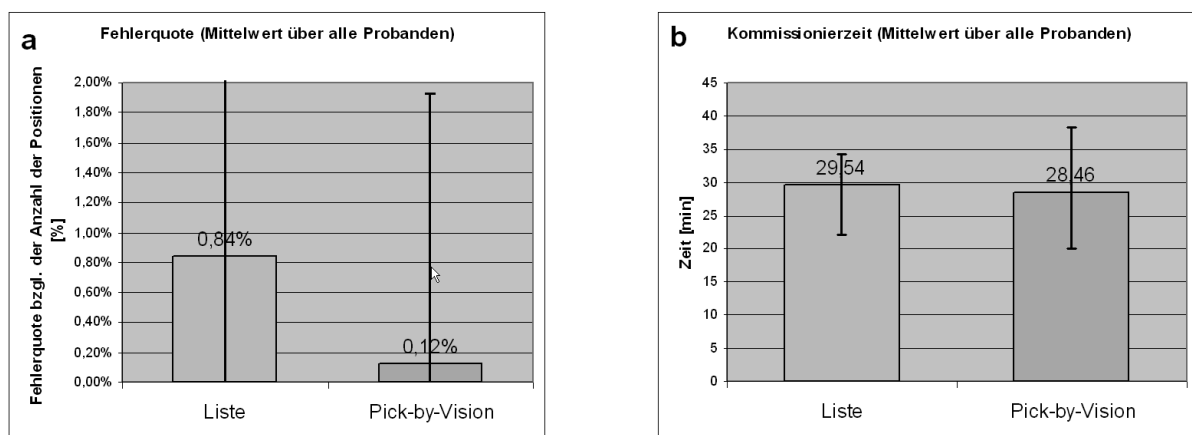 a
Fehlerquote (Mittelwert über alle Probanden)
Fehlerquote bzgl. der Anzahl der Positionen
[%]
2,00%
1,80%
1,60%
1,40%
1,20%
1,00%
0,80%
0,60%
0,40%
0,20%
0,00%
0,84%
0,12%
Liste
Pick-by-Vision
b
Kommissionierzeit (Mittelwert über alle Probanden)
Zeit [min]
45
40
35
30
25
20
15
10
5
0
29,54
28,46
Liste
Pick-by-Vision